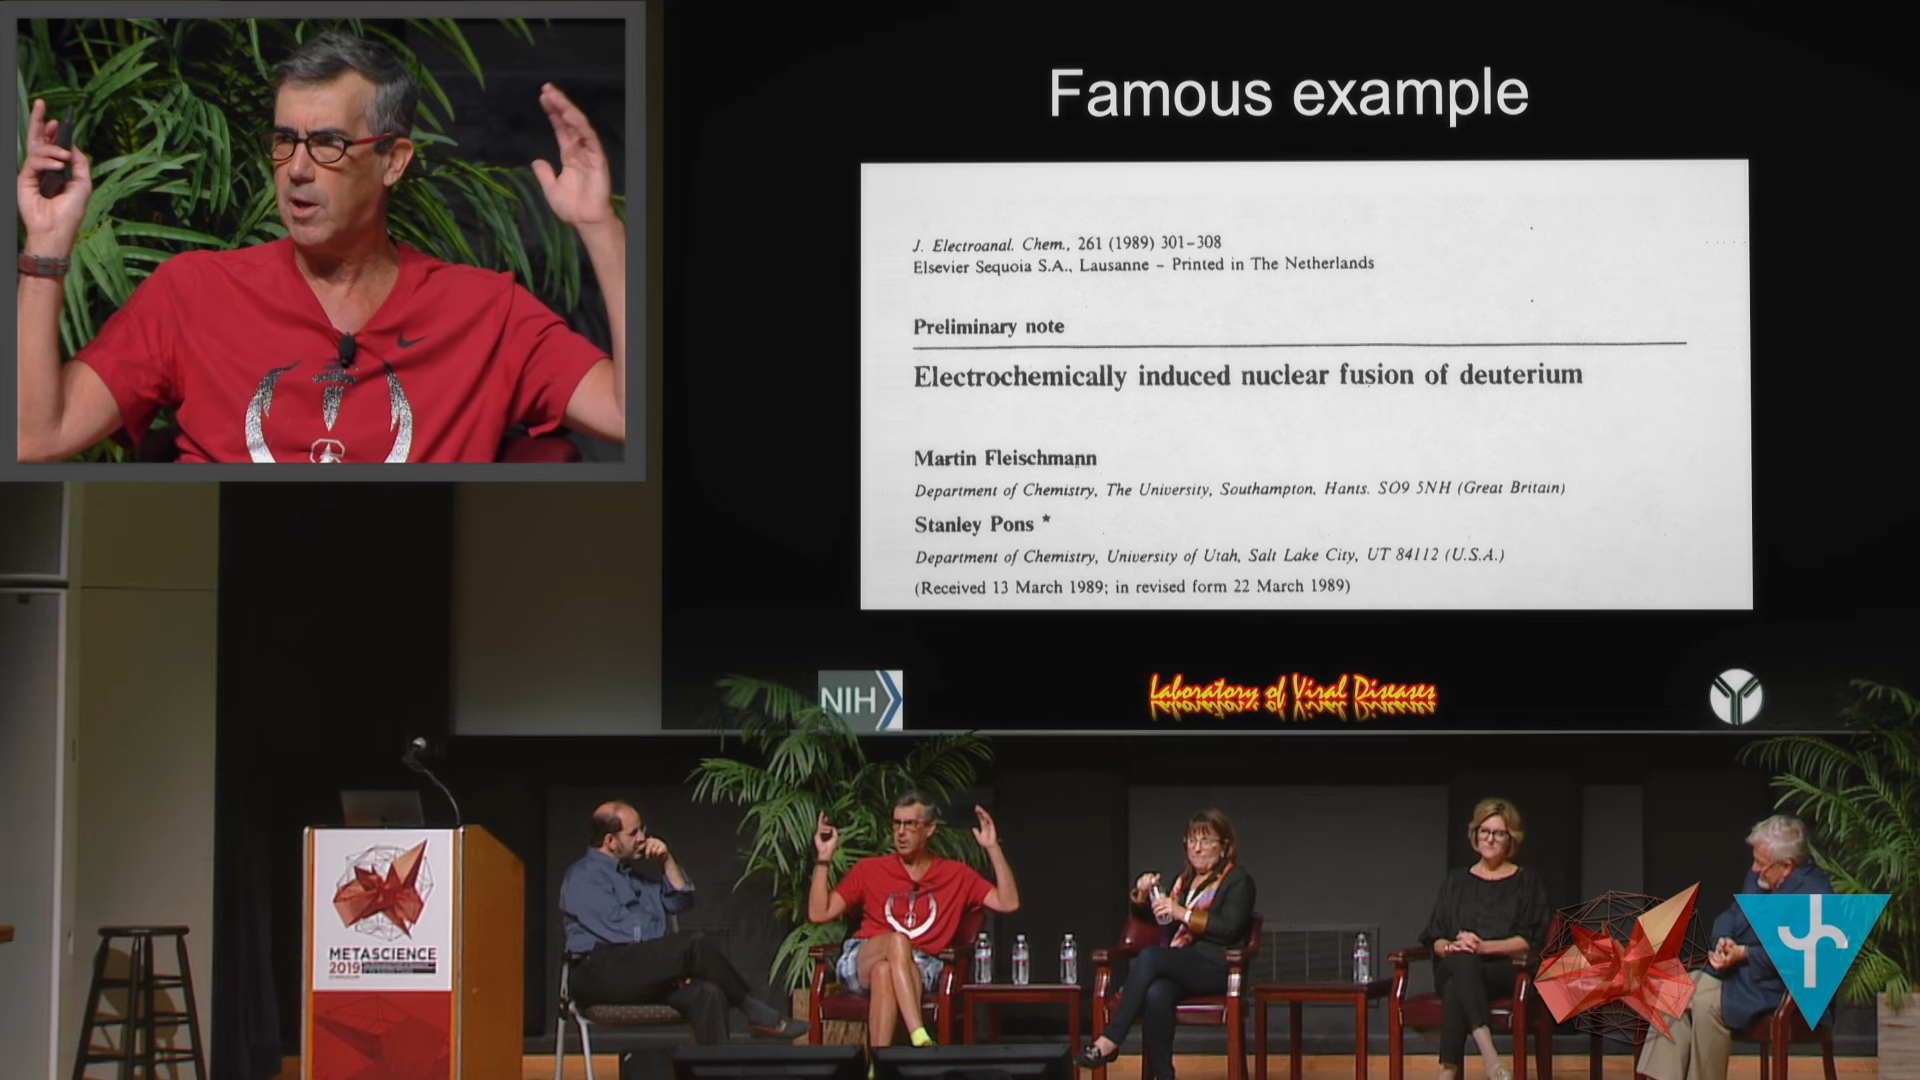 Famous example
J. Electroanal. Chem., 261 (1989) 301–308
Elsevier Sequoia S.A., Lausanne – Printed in The Netherlands
Preliminary note
Electrochemically induced nuclear fusion of deuterium
Martin Fleischmann
Department of Chemistry, The University, Southampton, Hants. SO9 5NH (Great Britain)
Stanley Pons *
Department of Chemistry, University of Utah, Salt Lake City, UT 84112 (U.S.A.)
(Received 13 March 1989; in revised form 22 March 1989)
NIH
Laboratory of Viral Diseases
METASCIENCE
2019
SYMPOSIUM